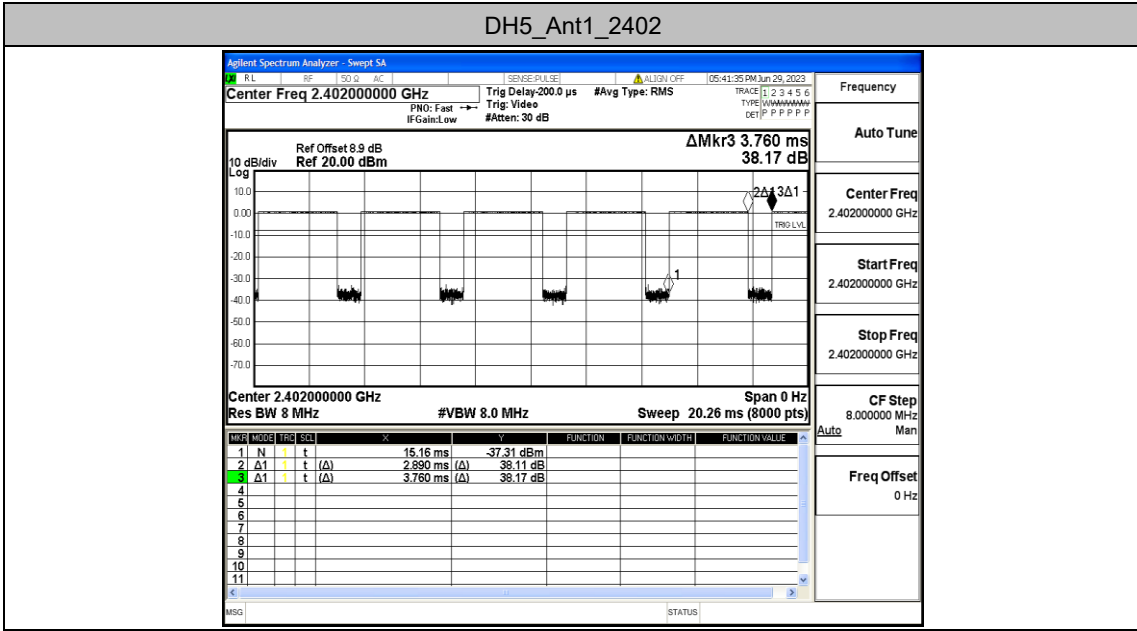 DH5_Ant1_2402
Agilent Spectrum Analyzer - Swept SA
LXI RL RF 50 Ω AC SENSE:PULSE ALIGN OFF 05:41:35 PM Jun 29, 2023
Center Freq 2.402000000 GHz
PNO: Fast
IFGain:Low
Trig Delay-200.0 µs
Trig: Video
#Atten: 30 dB
#Avg Type: RMS
TRACE 1 2 3 4 5 6
TYPE WWWWWW
DET P P P P P P
ΔMkr3 3.760 ms
38.17 dB
Ref Offset 8.9 dB
10 dB/div Ref 20.00 dBm
Log
10.0
0.00
-10.0
-20.0
-30.0
-40.0
-50.0
-60.0
-70.0
2Δ1 3Δ1
TRIG LVL
1
Center 2.402000000 GHz Span 0 Hz
Res BW 8 MHz #VBW 8.0 MHz Sweep 20.26 ms (8000 pts)
MKR MODE TRC SCL X Y FUNCTION FUNCTION WIDTH FUNCTION VALUE
1 N 1 t 15.16 ms -37.31 dBm
2 Δ1 1 t (Δ) 2.890 ms (Δ) 38.11 dB
3 Δ1 1 t (Δ) 3.760 ms (Δ) 38.17 dB
4
5
6
7
8
9
10
11
MSG STATUS
Frequency
Auto Tune
Center Freq
2.402000000 GHz
Start Freq
2.402000000 GHz
Stop Freq
2.402000000 GHz
CF Step
8.000000 MHz
Auto Man
Freq Offset
0 Hz